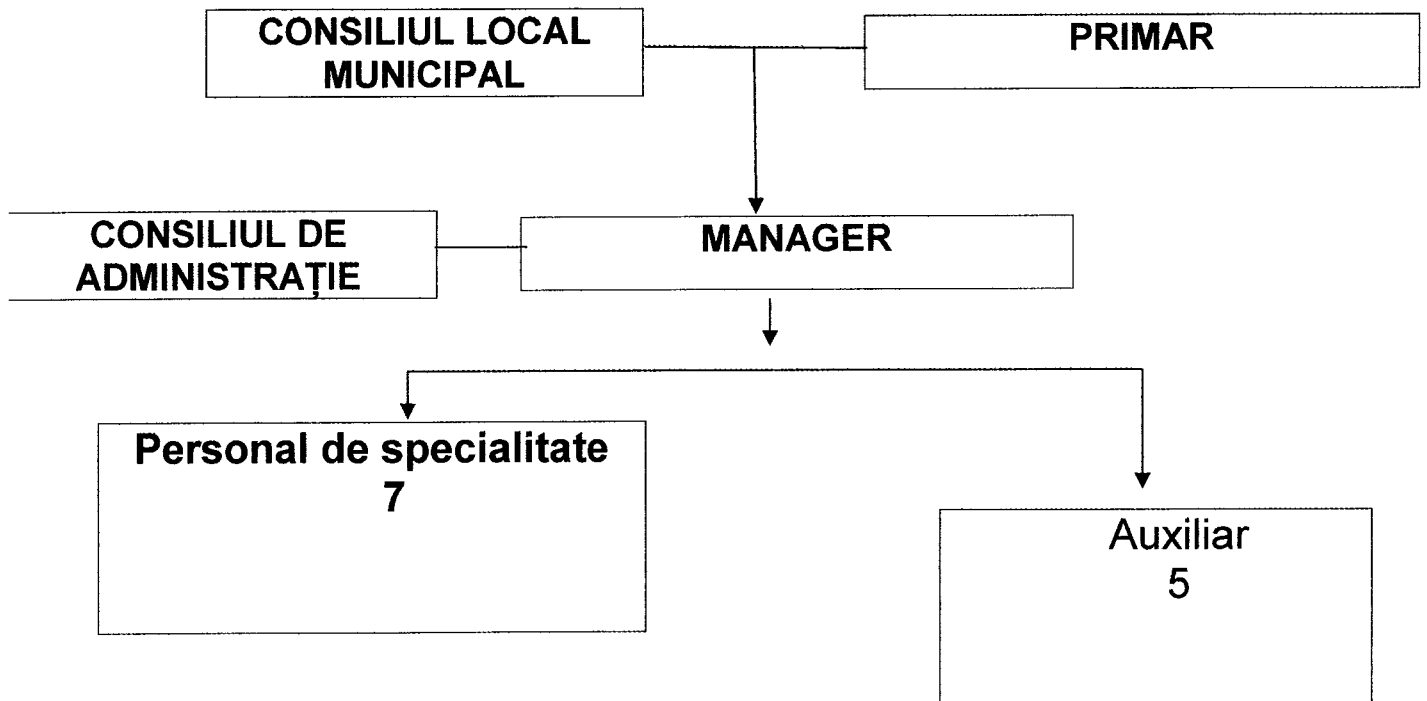 CONSILIUL LOCAL
MUNICIPAL
PRIMAR
CONSILIUL DE
ADMINISTRAȚIE
MANAGER
Personal de specialitate
7
Auxiliar
5